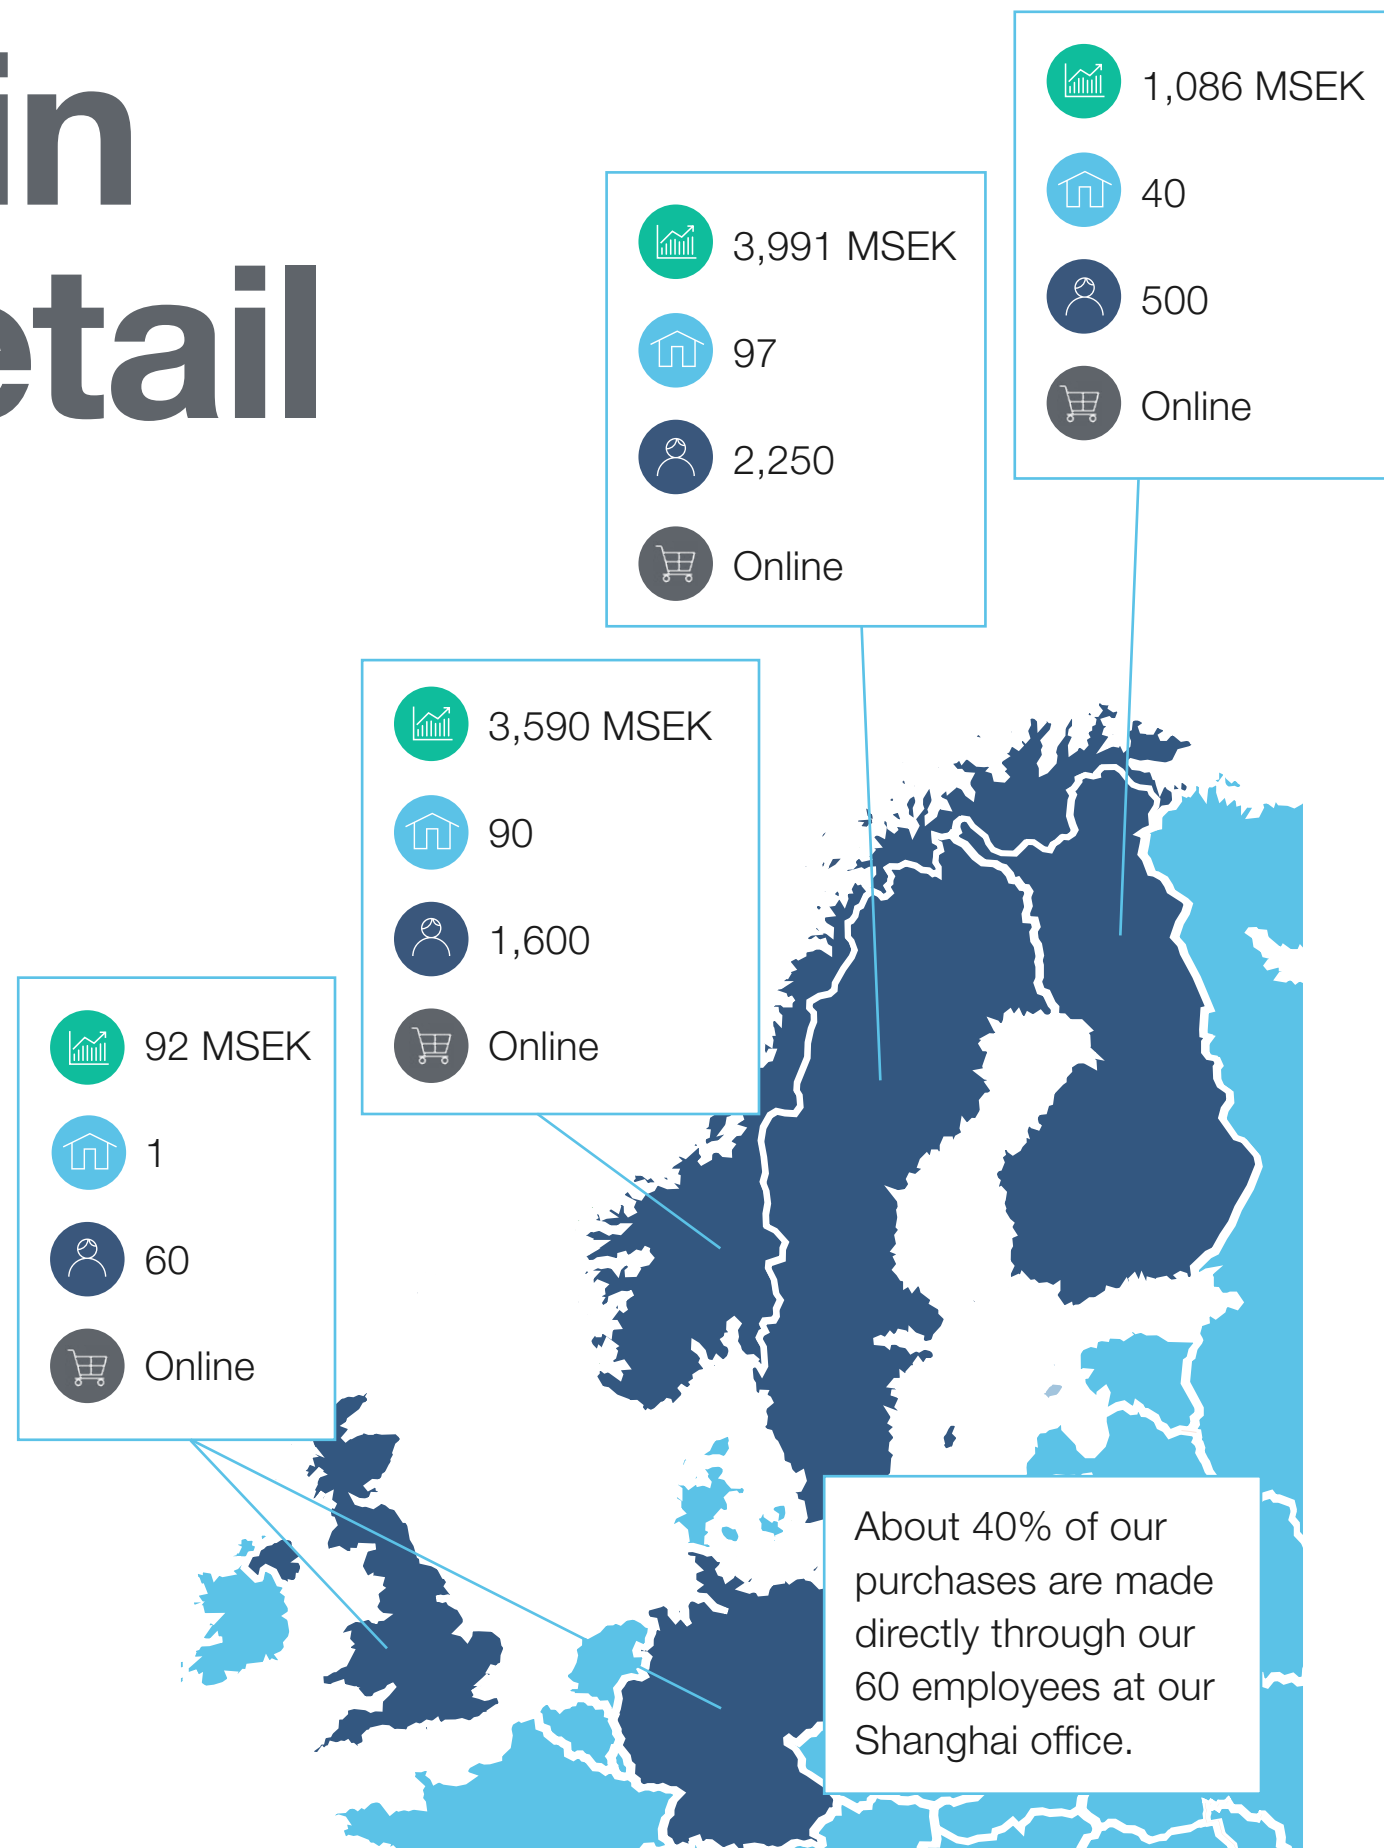 in
etail
1,086 MSEK
40
500
Online
3,991 MSEK
97
2,250
Online
3,590 MSEK
90
1,600
Online
92 MSEK
1
60
Online
About 40% of our
purchases are made
directly through our
60 employees at our
Shanghai office.